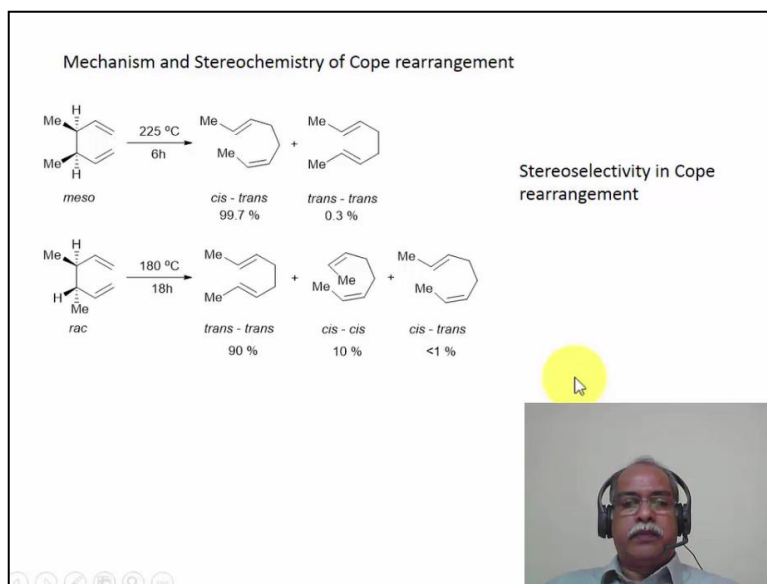 Mechanism and Stereochemistry of Cope rearrangement
H
Me
Me
H
meso
225 ºC
6h
Me
Me
cis - trans
99.7 %
+
Me
Me
trans - trans
0.3 %
Stereoselectivity in Cope
rearrangement
H
Me
H
Me
rac
180 ºC
18h
Me
Me
trans - trans
90 %
+
Me
Me
cis - cis
10 %
+
Me
Me
cis - trans
<1 %